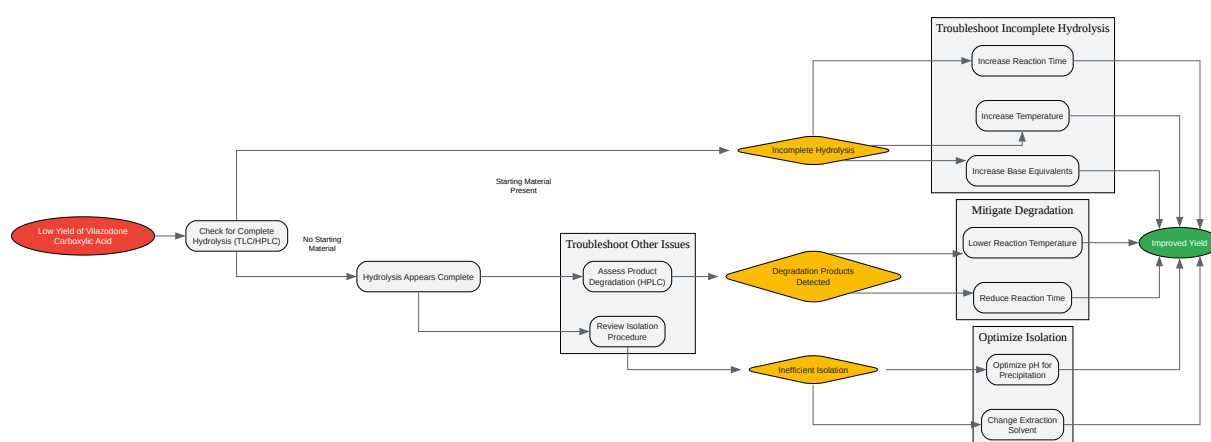 Low Yield of Vilazodone
Carboxylic Acid
Check for Complete
Hydrolysis (TLC/HPLC)
Starting Material
Present
No Starting
Material
Hydrolysis Appears Complete
Troubleshoot Other Issues
Assess Product
Degradation (HPLC)
Review Isolation
Procedure
Incomplete Hydrolysis
Degradation Products
Detected
Inefficient Isolation
Troubleshoot Incomplete Hydrolysis
Increase Reaction Time
Increase Temperature
Increase Base Equivalents
Mitigate Degradation
Lower Reaction Temperature
Reduce Reaction Time
Optimize Isolation
Optimize pH for
Precipitation
Change Extraction
Solvent
Improved Yield